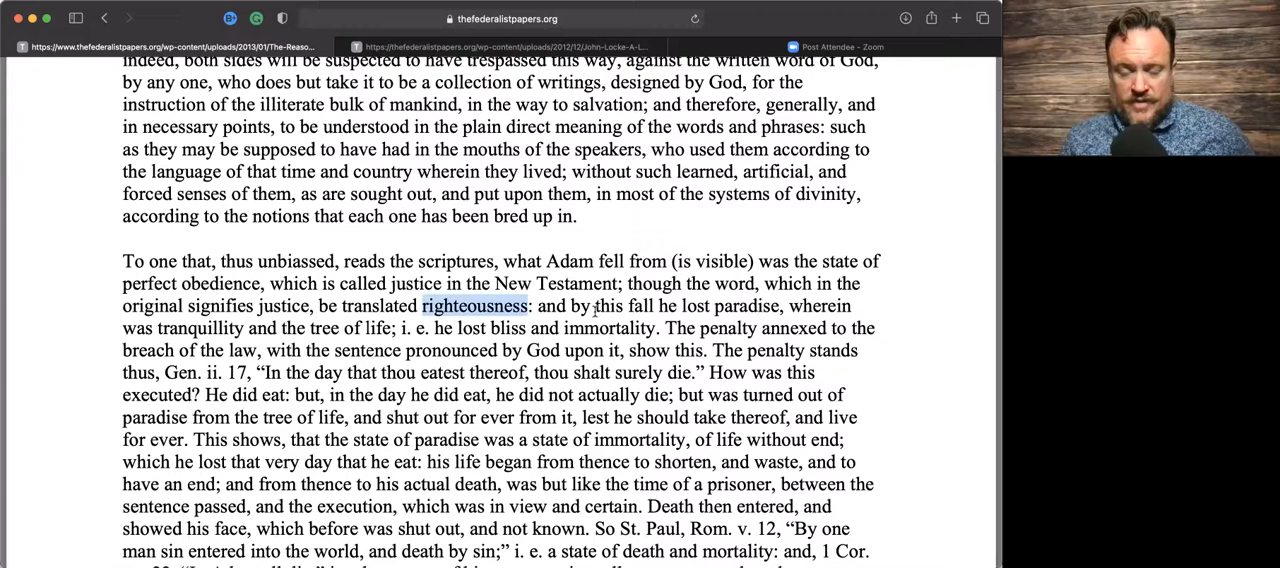 thefederalistpapers.org
https://www.thefederalistpapers.org/wp-content/uploads/2013/01/The-Reaso...
https://thefederalistpapers.org/wp-content/uploads/2012/12/John-Locke-A-L...
Post Attendee - Zoom
indeed, both sides will be suspected to have trespassed this way, against the written word of God,
by any one, who does but take it to be a collection of writings, designed by God, for the
instruction of the illiterate bulk of mankind, in the way to salvation; and therefore, generally, and
in necessary points, to be understood in the plain direct meaning of the words and phrases: such
as they may be supposed to have had in the mouths of the speakers, who used them according to
the language of that time and country wherein they lived; without such learned, artificial, and
forced senses of them, as are sought out, and put upon them, in most of the systems of divinity,
according to the notions that each one has been bred up in.
To one that, thus unbiassed, reads the scriptures, what Adam fell from (is visible) was the state of
perfect obedience, which is called justice in the New Testament; though the word, which in the
original signifies justice, be translated righteousness: and by this fall he lost paradise, wherein
was tranquillity and the tree of life; i. e. he lost bliss and immortality. The penalty annexed to the
breach of the law, with the sentence pronounced by God upon it, show this. The penalty stands
thus, Gen. ii. 17, “In the day that thou eatest thereof, thou shalt surely die.” How was this
executed? He did eat: but, in the day he did eat, he did not actually die; but was turned out of
paradise from the tree of life, and shut out for ever from it, lest he should take thereof, and live
for ever. This shows, that the state of paradise was a state of immortality, of life without end;
which he lost that very day that he eat: his life began from thence to shorten, and waste, and to
have an end; and from thence to his actual death, was but like the time of a prisoner, between the
sentence passed, and the execution, which was in view and certain. Death then entered, and
showed his face, which before was shut out, and not known. So St. Paul, Rom. v. 12, “By one
man sin entered into the world, and death by sin;” i. e. a state of death and mortality: and, 1 Cor.